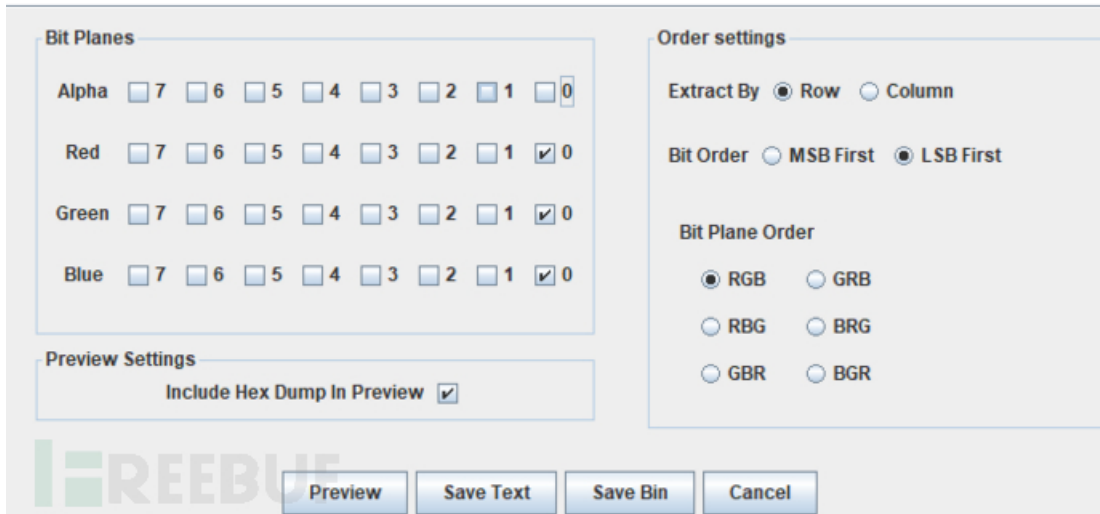 Bit Planes
Alpha 7 6 5 4 3 2 1 0
Red 7 6 5 4 3 2 1 0
Green 7 6 5 4 3 2 1 0
Blue 7 6 5 4 3 2 1 0
Preview Settings
Include Hex Dump In Preview
Order settings
Extract By Row Column
Bit Order MSB First LSB First
Bit Plane Order
RGB GRB
RBG BRG
GBR BGR
FREEBUF
Preview Save Text Save Bin Cancel